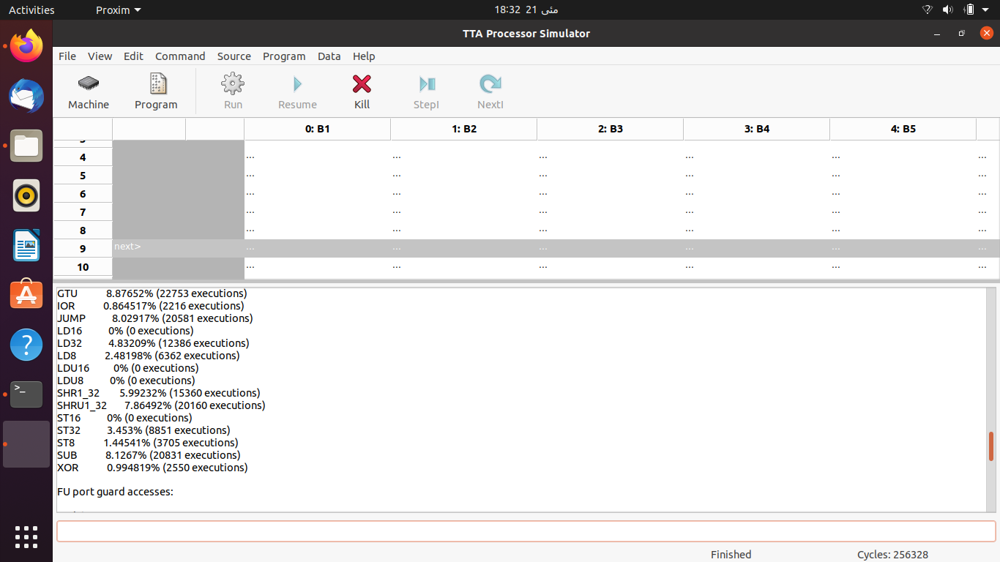 Activities Proxim 18:32 21 مئی
TTA Processor Simulator
File View Edit Command Source Program Data Help
Machine Program Run Resume Kill StepI NextI
0: B1 1: B2 2: B3 3: B4 4: B5
4 ... ... ... ... ... ...
5 ... ... ... ... ... ...
6 ... ... ... ... ... ...
7 ... ... ... ... ... ...
8 ... ... ... ... ... ...
9 next> ... ... ... ... ... ...
10 ... ... ... ... ... ...
GTU 8.87652% (22753 executions)
IOR 0.864517% (2216 executions)
JUMP 8.02917% (20581 executions)
LD16 0% (0 executions)
LD32 4.83209% (12386 executions)
LD8 2.48198% (6362 executions)
LDU16 0% (0 executions)
LDU8 0% (0 executions)
SHR1_32 5.99232% (15360 executions)
SHRU1_32 7.86492% (20160 executions)
ST16 0% (0 executions)
ST32 3.453% (8851 executions)
ST8 1.44541% (3705 executions)
SUB 8.1267% (20831 executions)
XOR 0.994819% (2550 executions)
FU port guard accesses:
Finished Cycles: 256328